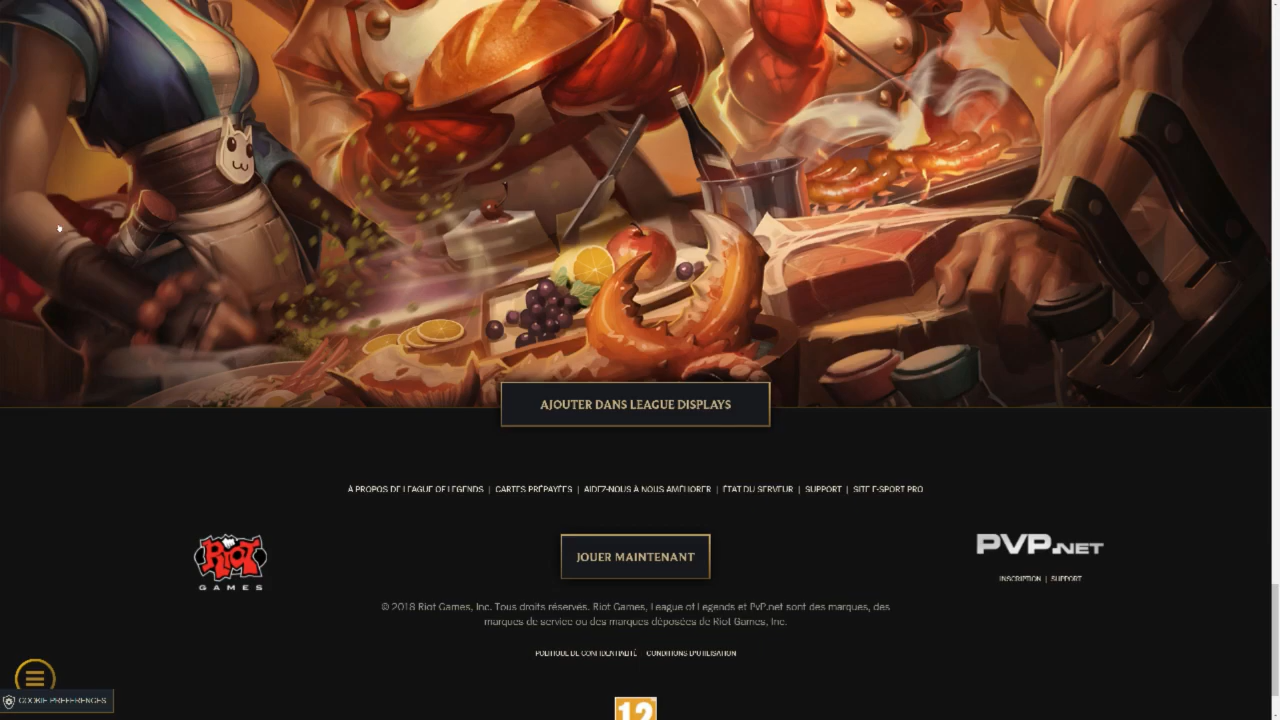 AJOUTER DANS LEAGUE DISPLAYS
À PROPOS DE LEAGUE OF LEGENDS | CARTES PRÉPAYÉES | AIDEZ-NOUS À NOUS AMÉLIORER | ÉTAT DU SERVEUR | SUPPORT | SITE E-SPORT PRO
RIOT
GAMES
JOUER MAINTENANT
PVP.NET
INSCRIPTION | SUPPORT
© 2018 Riot Games, Inc. Tous droits réservés. Riot Games, League of Legends et PvP.net sont des marques, des
marques de service ou des marques déposées de Riot Games, Inc.
POLITIQUE DE CONFIDENTIALITÉ CONDITIONS D'UTILISATION
COOKIE PREFERENCES
12